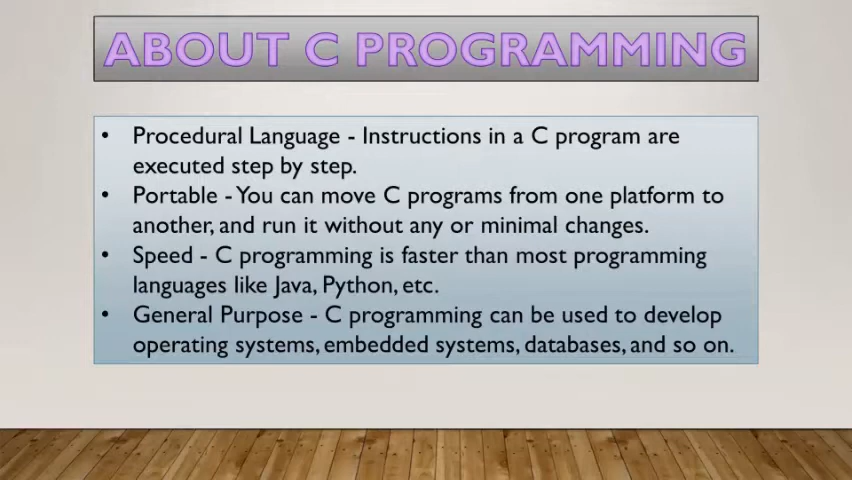 ABOUT C PROGRAMMING
• Procedural Language - Instructions in a C program are
executed step by step.
• Portable - You can move C programs from one platform to
another, and run it without any or minimal changes.
• Speed - C programming is faster than most programming
languages like Java, Python, etc.
• General Purpose - C programming can be used to develop
operating systems, embedded systems, databases, and so on.